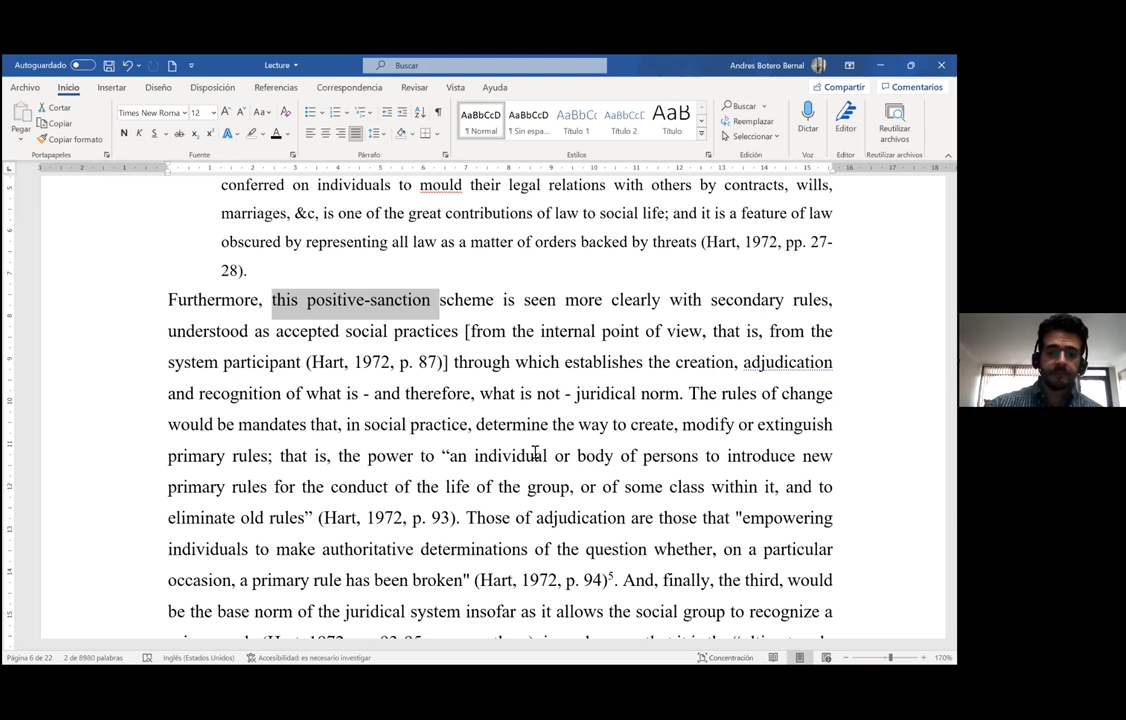 Autoguardado
Lecture
Buscar
Andres Botero Bernal
Archivo Inicio Insertar Diseño Disposición Referencias Correspondencia Revisar Vista Ayuda
Compartir Comentarios
Pegar
Cortar
Copiar
Copiar formato
Portapapeles
Times New Roma 12
N K S ab x₂ x²
Fuente
Párrafo
AaBbCcD AaBbCcD AaBbCc AaBbCcD AaB
¶ Normal ¶ Sin espa... Título 1 Título 2 Título
Estilos
Buscar
Reemplazar
Seleccionar
Edición
Dictar
Voz
Editor
Editor
Reutilizar
archivos
Reutilizar archivos
conferred on individuals to mould their legal relations with others by contracts, wills,
marriages, &c, is one of the great contributions of law to social life; and it is a feature of law
obscured by representing all law as a matter of orders backed by threats (Hart, 1972, pp. 27-
28).
Furthermore, this positive-sanction scheme is seen more clearly with secondary rules,
understood as accepted social practices [from the internal point of view, that is, from the
system participant (Hart, 1972, p. 87)] through which establishes the creation, adjudication
and recognition of what is - and therefore, what is not - juridical norm. The rules of change
would be mandates that, in social practice, determine the way to create, modify or extinguish
primary rules; that is, the power to “an individual or body of persons to introduce new
primary rules for the conduct of the life of the group, or of some class within it, and to
eliminate old rules” (Hart, 1972, p. 93). Those of adjudication are those that "empowering
individuals to make authoritative determinations of the question whether, on a particular
occasion, a primary rule has been broken" (Hart, 1972, p. 94)⁵. And, finally, the third, would
be the base norm of the juridical system insofar as it allows the social group to recognize a
Página 6 de 22 2 de 8980 palabras Inglés (Estados Unidos) Accesibilidad: es necesario investigar
Concentración 170%